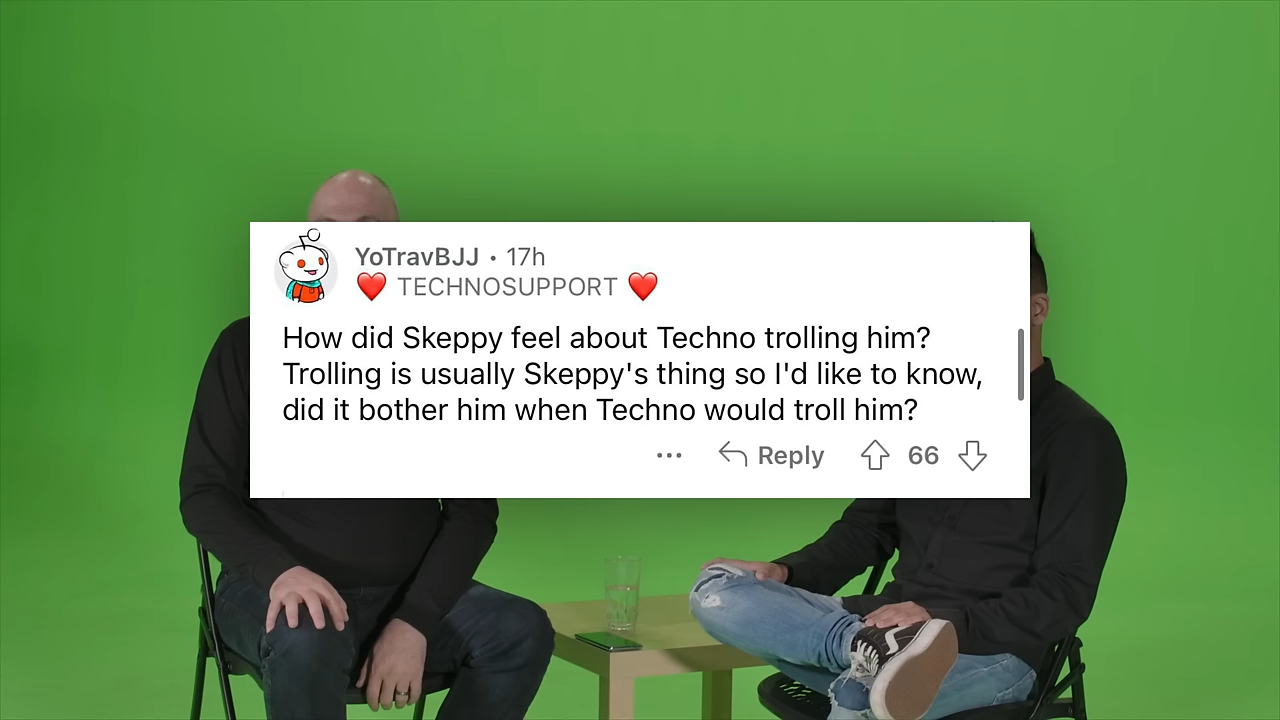 YoTravBJJ • 17h
❤️ TECHNOSUPPORT ❤️
How did Skeppy feel about Techno trolling him?
Trolling is usually Skeppy's thing so I'd like to know,
did it bother him when Techno would troll him?
... Reply 66